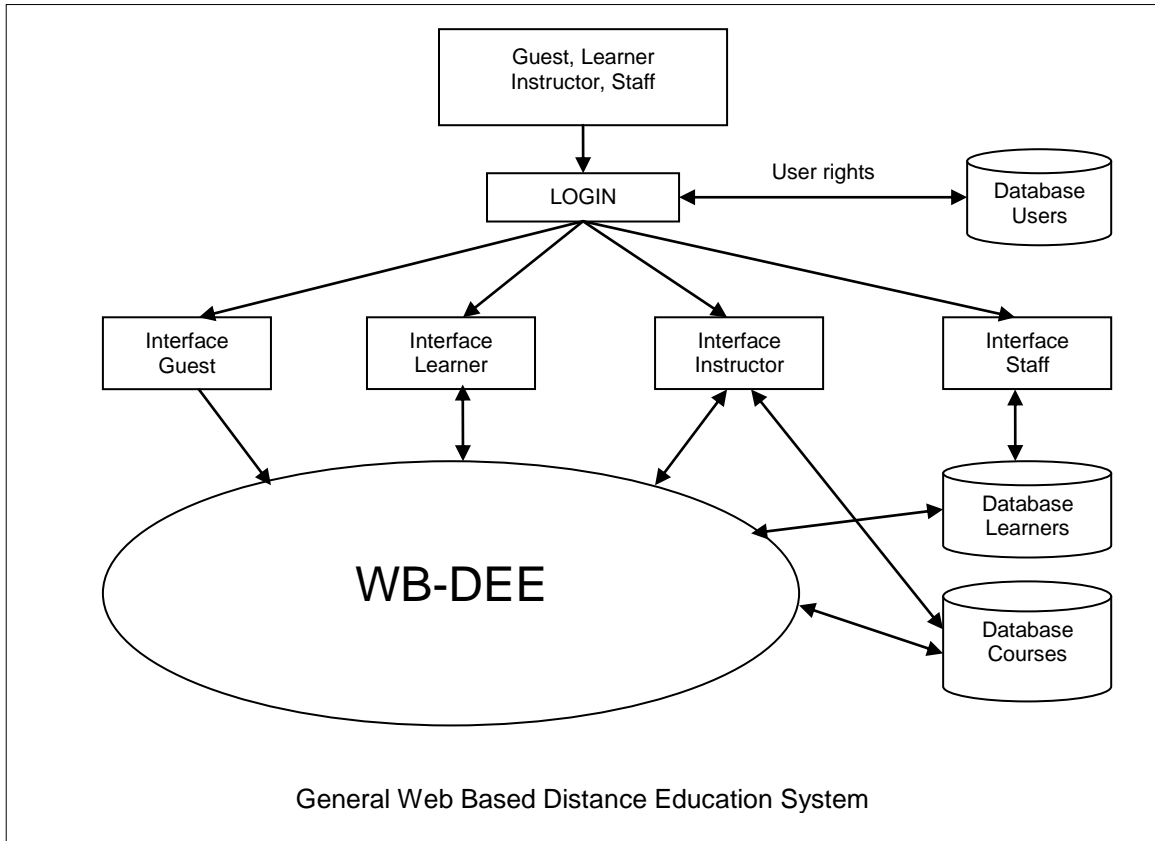 Guest, Learner
Instructor, Staff
LOGIN
User rights
Database
Users
Interface
Guest
Interface
Learner
Interface
Instructor
Interface
Staff
Database
Learners
WB-DEE
Database
Courses
General Web Based Distance Education System